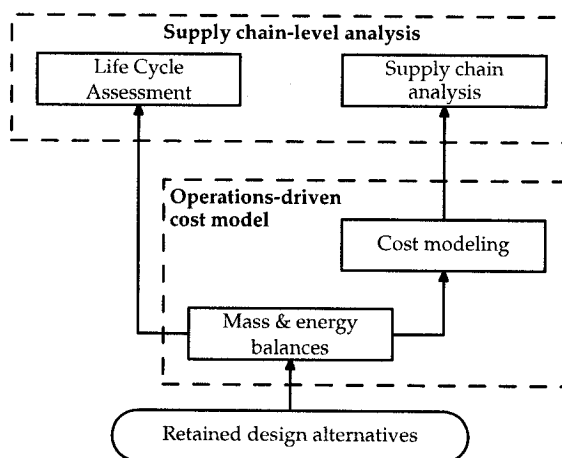 Supply chain-level analysis
Life Cycle
Assessment
Supply chain
analysis
Operations-driven
cost model
Cost modeling
Mass & energy
balances
Retained design alternatives